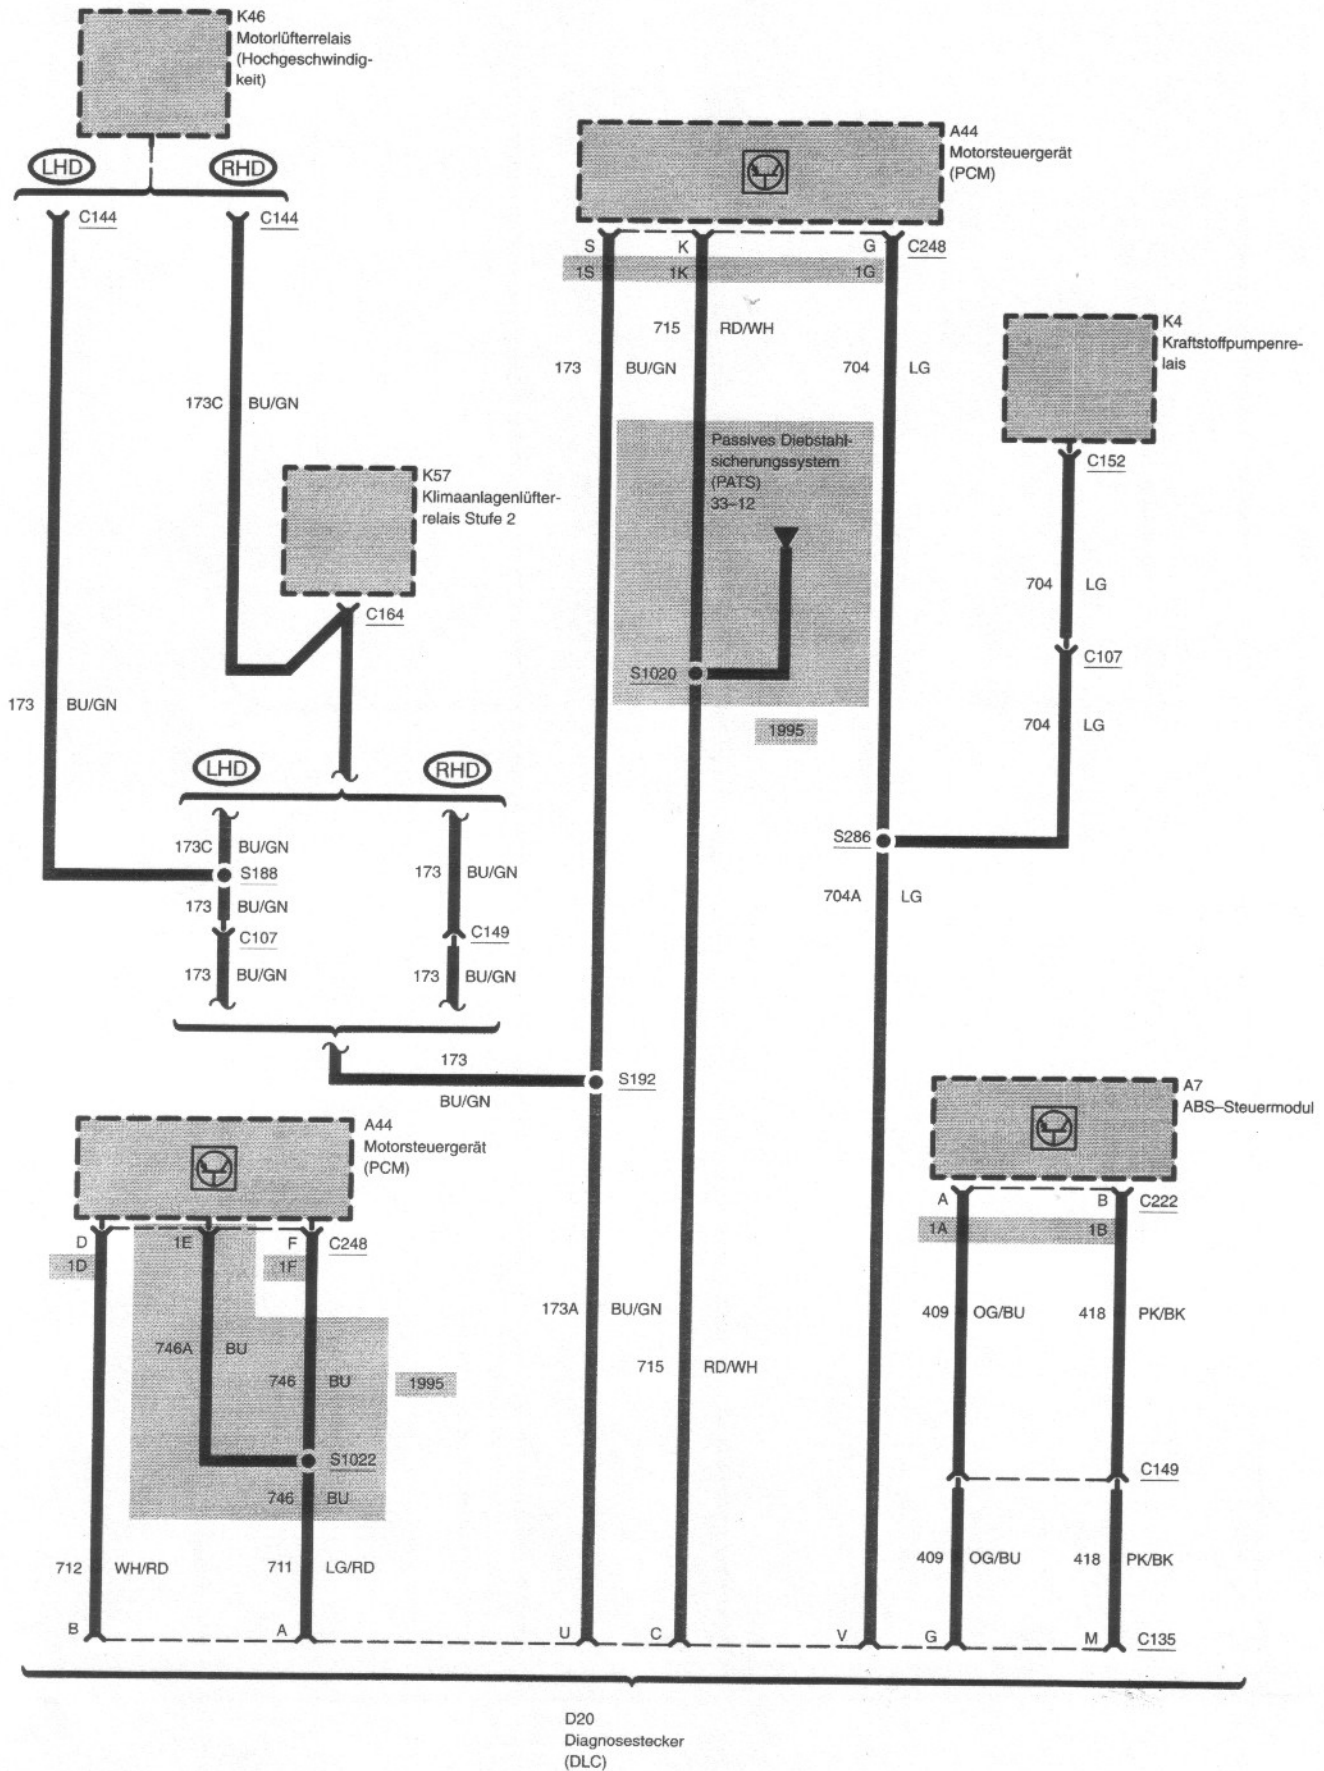 K46
Motorlüfterrelais
(Hochgeschwindig-
keit)
LHD
RHD
C144
C144
A44
Motorsteuergerät
(PCM)
S
K
G
C248
1S
1K
1G
715
RD/WH
173
BU/GN
704
LG
K4
Kraftstoffpumpenre-
lais
173C
BU/GN
Passives Diebstahl-
sicherungssystem
(PATS)
33–12
C152
K57
Klimaanlagenlüfter-
relais Stufe 2
704
LG
C164
C107
S1020
173
BU/GN
704
LG
1995
LHD
RHD
S286
173C
BU/GN
S188
173
BU/GN
704A
LG
173
BU/GN
C107
C149
173
BU/GN
173
BU/GN
173
S192
BU/GN
A7
ABS–Steuermodul
A44
Motorsteuergerät
(PCM)
A
B
C222
1A
1B
D
1E
F
C248
1D
1F
173A
BU/GN
409
OG/BU
418
PK/BK
746A
BU
746
BU
1995
715
RD/WH
S1022
C149
746
BU
712
WH/RD
711
LG/RD
409
OG/BU
418
PK/BK
B
A
U
C
V
G
M
C135
D20
Diagnosestecker
(DLC)